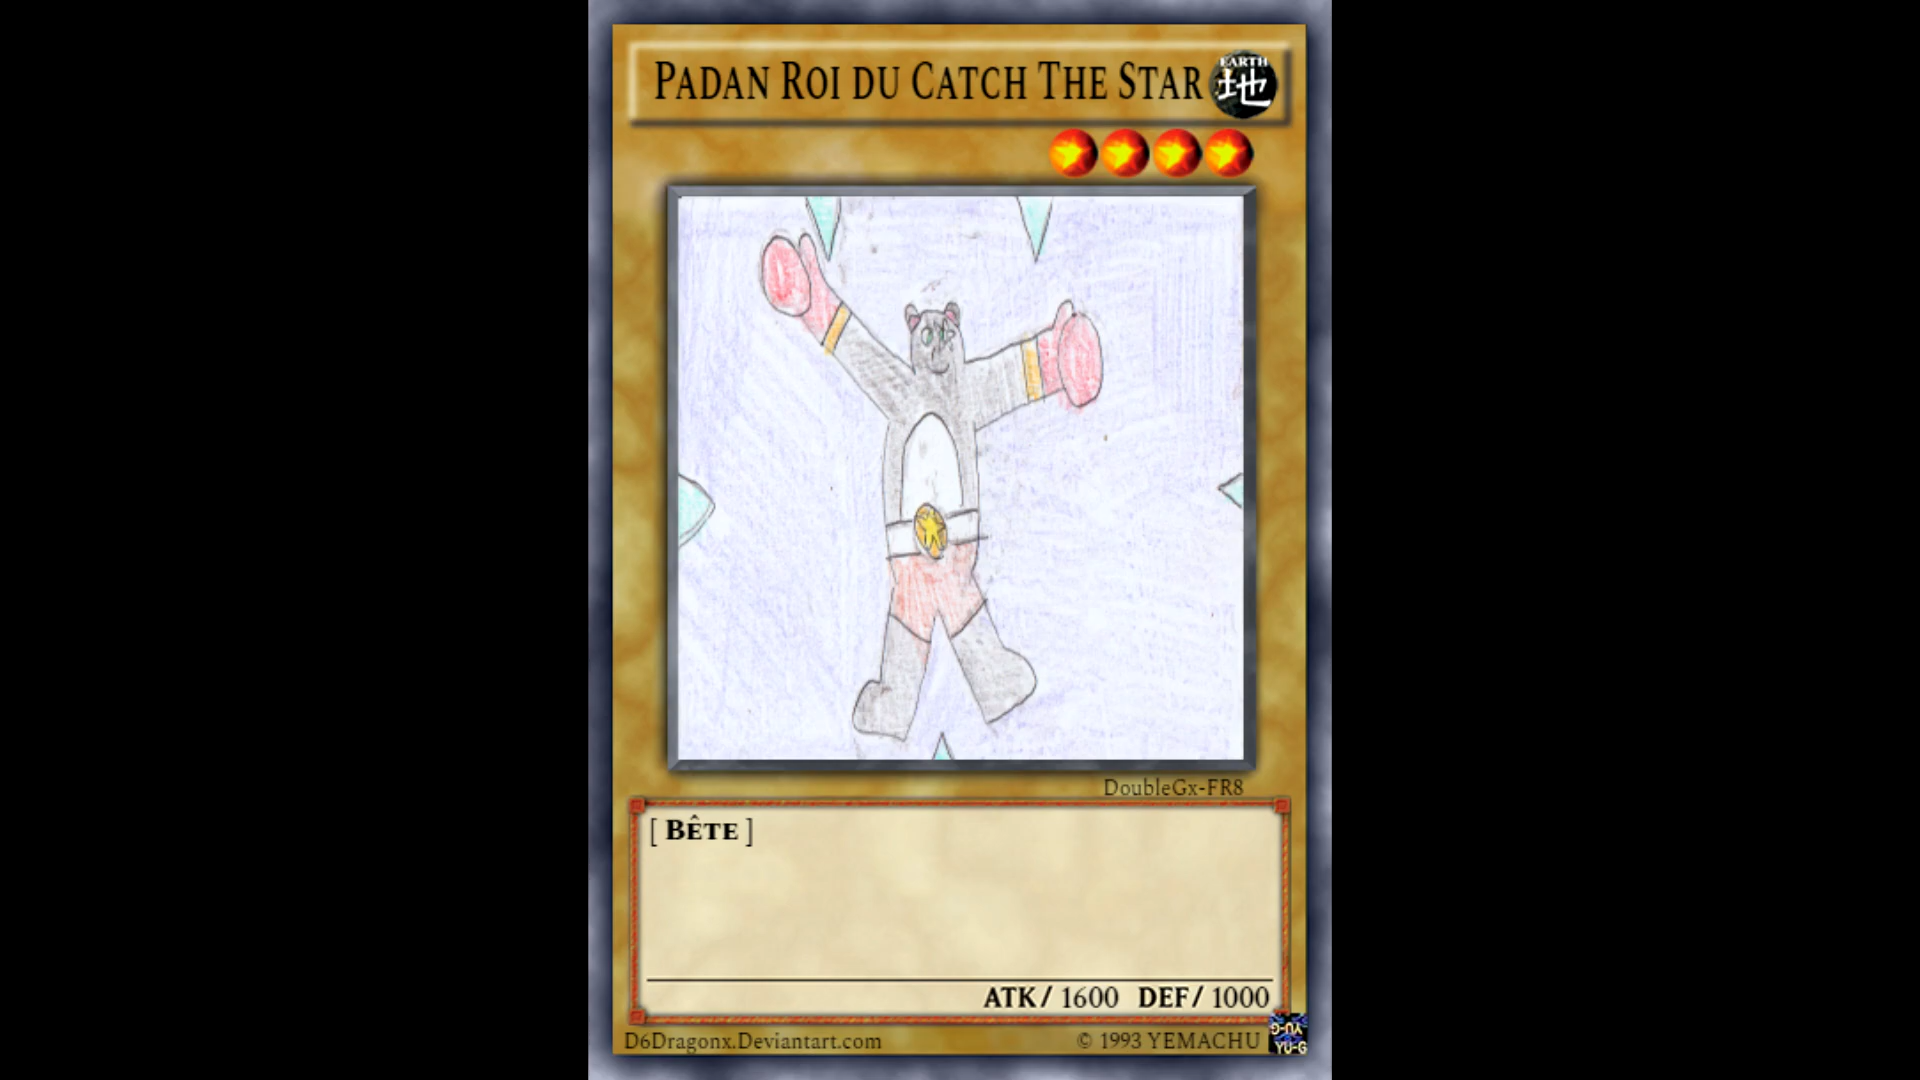 PADAN ROI DU CATCH THE STAR
EARTH
地
DoubleGx-FR8
[ BÊTE ]
ATK/ 1600 DEF/ 1000
D6Dragonx.Deviantart.com
© 1993 YEMACHU
YU-G